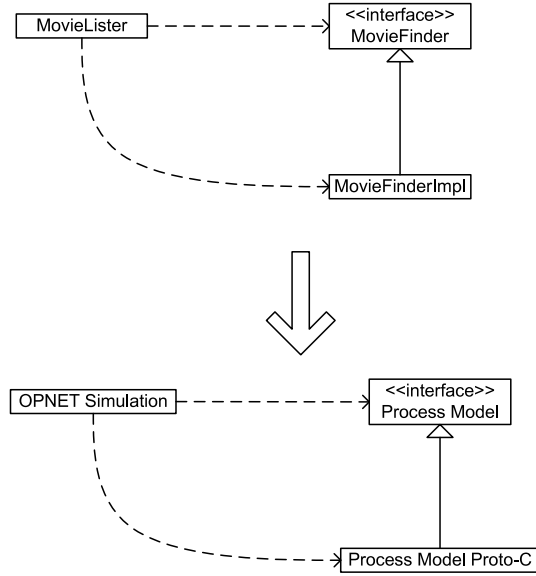 MovieLister
<<interface>>
MovieFinder
MovieFinderImpl
OPNET Simulation
<<interface>>
Process Model
Process Model Proto-C